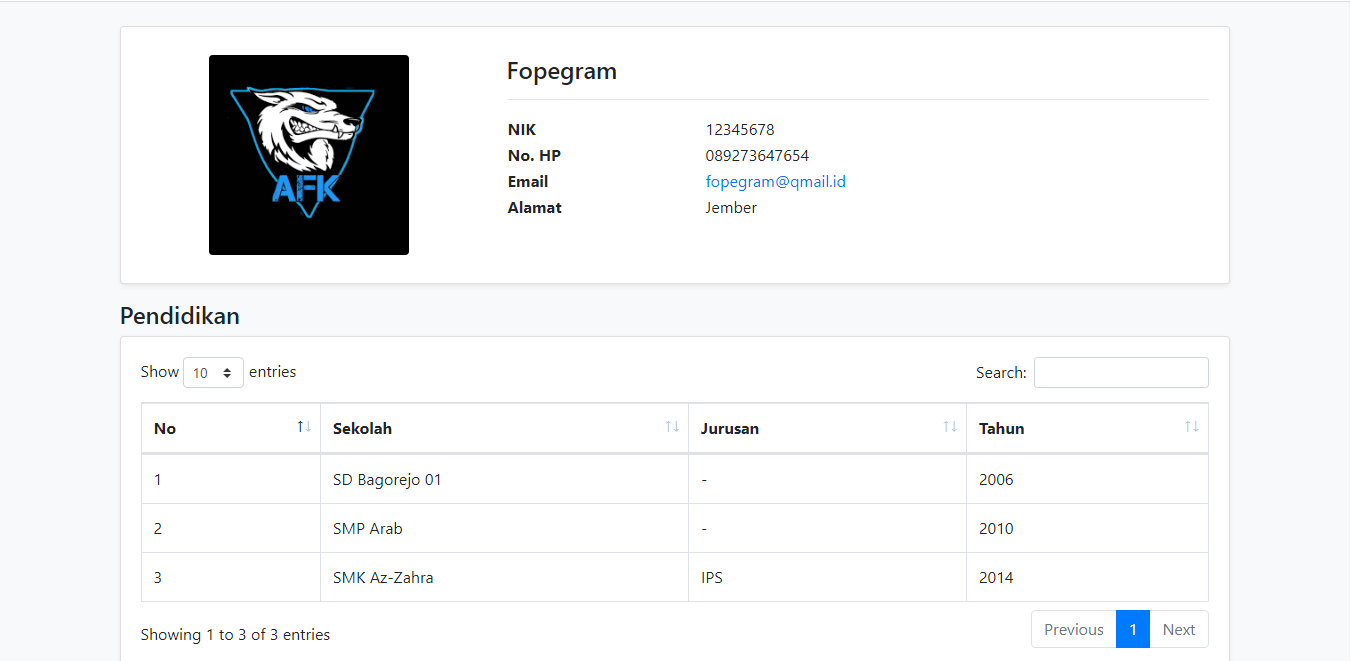 AFK
Fopegram
NIK 12345678
No. HP 089273647654
Email fopegram@qmail.id
Alamat Jember
Pendidikan
Show 10 entries Search:
No Sekolah Jurusan Tahun
1 SD Bagorejo 01 - 2006
2 SMP Arab - 2010
3 SMK Az-Zahra IPS 2014
Showing 1 to 3 of 3 entries Previous 1 Next